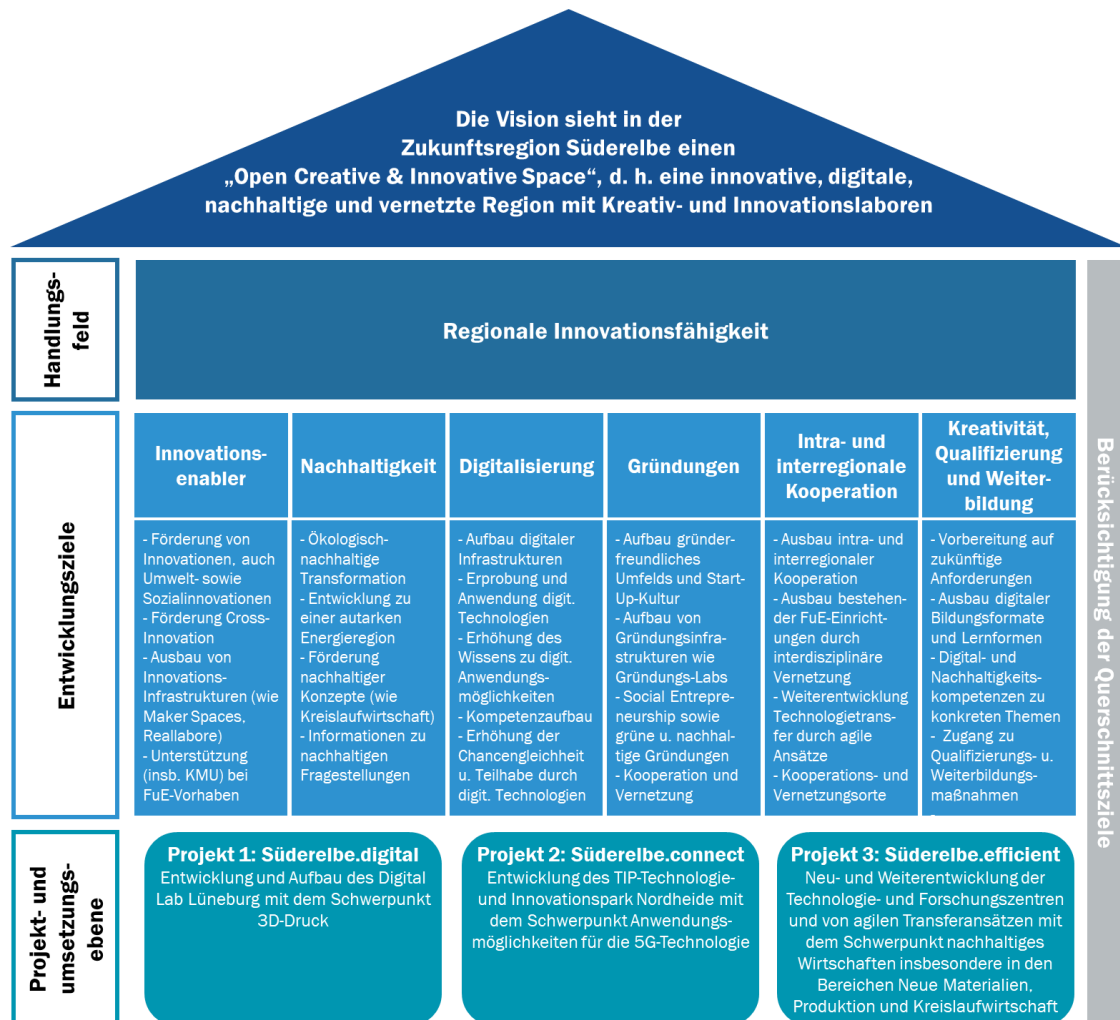 Die Vision sieht in der
Zukunftsregion Süderelbe einen
„Open Creative & Innovative Space“, d. h. eine innovative, digitale,
nachhaltige und vernetzte Region mit Kreativ- und Innovationslaboren
Handlungs-
feld
Regionale Innovationsfähigkeit
Entwicklungsziele
Innovations-
enabler
- Förderung von
Innovationen, auch
Umwelt- sowie
Sozialinnovationen
- Förderung Cross-
Innovation
- Ausbau von
Innovations-
Infrastrukturen (wie
Maker Spaces,
Reallabore)
- Unterstützung
(insb. KMU) bei
FuE-Vorhaben
Nachhaltigkeit
- Ökologisch-
nachhaltige
Transformation
- Entwicklung zu
einer autarken
Energieregion
- Förderung
nachhaltiger
Konzepte (wie
Kreislaufwirtschaft)
- Informationen zu
nachhaltigen
Fragestellungen
Digitalisierung
- Aufbau digitaler
Infrastrukturen
- Erprobung und
Anwendung digit.
Technologien
- Erhöhung des
Wissens zu digit.
Anwendungs-
möglichkeiten
- Kompetenzaufbau
- Erhöhung der
Chancengleichheit
u. Teilhabe durch
digit. Technologien
Gründungen
- Aufbau gründer-
freundliches
Umfelds und Start-
Up-Kultur
- Aufbau von
Gründungsinfra-
strukturen wie
Gründungs-Labs
- Social Entrepre-
neurship sowie
grüne u. nachhal-
tige Gründungen
- Kooperation und
Vernetzung
Intra- und
interregionale
Kooperation
- Ausbau intra- und
interregionaler
Kooperation
- Ausbau bestehen-
der FuE-Einricht-
ungen durch
interdisziplinäre
Vernetzung
- Weiterentwicklung
Technologietrans-
fer durch agile
Ansätze
- Kooperations- und
Vernetzungsorte
Kreativität,
Qualifizierung
und Weiter-
bildung
- Vorbereitung auf
zukünftige
Anforderungen
- Ausbau digitaler
Bildungsformate
und Lernformen
- Digital- und
Nachhaltigkeits-
kompetenzen zu
konkreten Themen
- Zugang zu
Qualifizierungs- u.
Weiterbildungs-
maßnahmen
-
Berücksichtigung der Querschnittsziele
Projekt- und
umsetzungs-
ebene
Projekt 1: Süderelbe.digital
Entwicklung und Aufbau des Digital
Lab Lüneburg mit dem Schwerpunkt
3D-Druck
Projekt 2: Süderelbe.connect
Entwicklung des TIP-Technologie-
und Innovationspark Nordheide mit
dem Schwerpunkt Anwendungs-
möglichkeiten für die 5G-Technologie
Projekt 3: Süderelbe.efficient
Neu- und Weiterentwicklung der
Technologie- und Forschungszentren
und von agilen Transferansätzen mit
dem Schwerpunkt nachhaltiges
Wirtschaften insbesondere in den
Bereichen Neue Materialien,
Produktion und Kreislaufwirtschaft